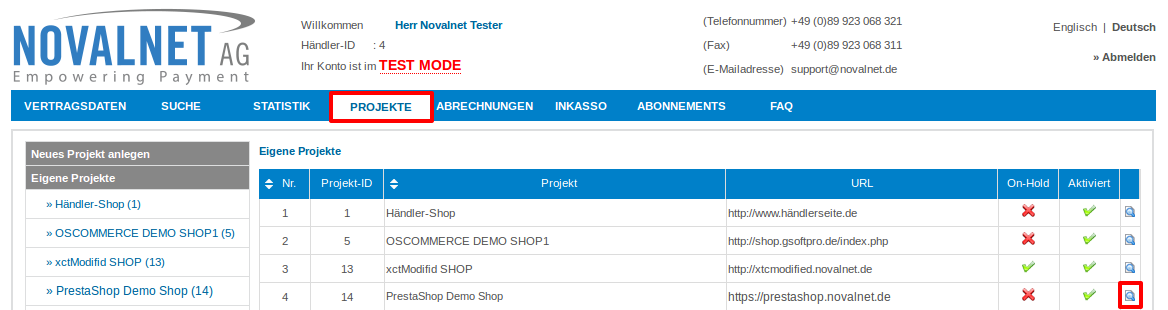 NOVALNET AG
Empowering Payment
Willkommen Herr Novalnet Tester
Händler-ID : 4
Ihr Konto ist im TEST MODE
(Telefonnummer) +49 (0)89 923 068 321
(Fax) +49 (0)89 923 068 311
(E-Mailadresse) support@novalnet.de
Englisch | Deutsch
» Abmelden
VERTRAGSDATEN SUCHE STATISTIK PROJEKTE ABRECHNUNGEN INKASSO ABONNEMENTS FAQ
Neues Projekt anlegen
Eigene Projekte
» Händler-Shop (1)
» OSCOMMERCE DEMO SHOP1 (5)
» xctModifid SHOP (13)
» PrestaShop Demo Shop (14)
Eigene Projekte
Nr. Projekt-ID Projekt URL On-Hold Aktiviert
1 1 Händler-Shop http://www.händlerseite.de
2 5 OSCOMMERCE DEMO SHOP1 http://shop.gsoftpro.de/index.php
3 13 xctModifid SHOP http://xtcmodified.novalnet.de
4 14 PrestaShop Demo Shop https://prestashop.novalnet.de